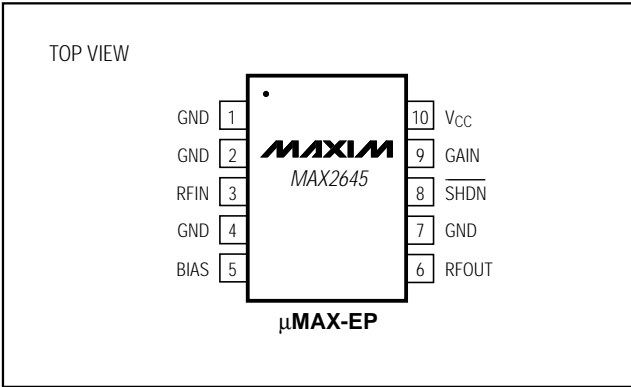 TOP VIEW
GND 1
GND 2
RFIN 3
GND 4
BIAS 5
MAXIM
MAX2645
10 VCC
9 GAIN
8 SHDN
7 GND
6 RFOUT
µMAX-EP